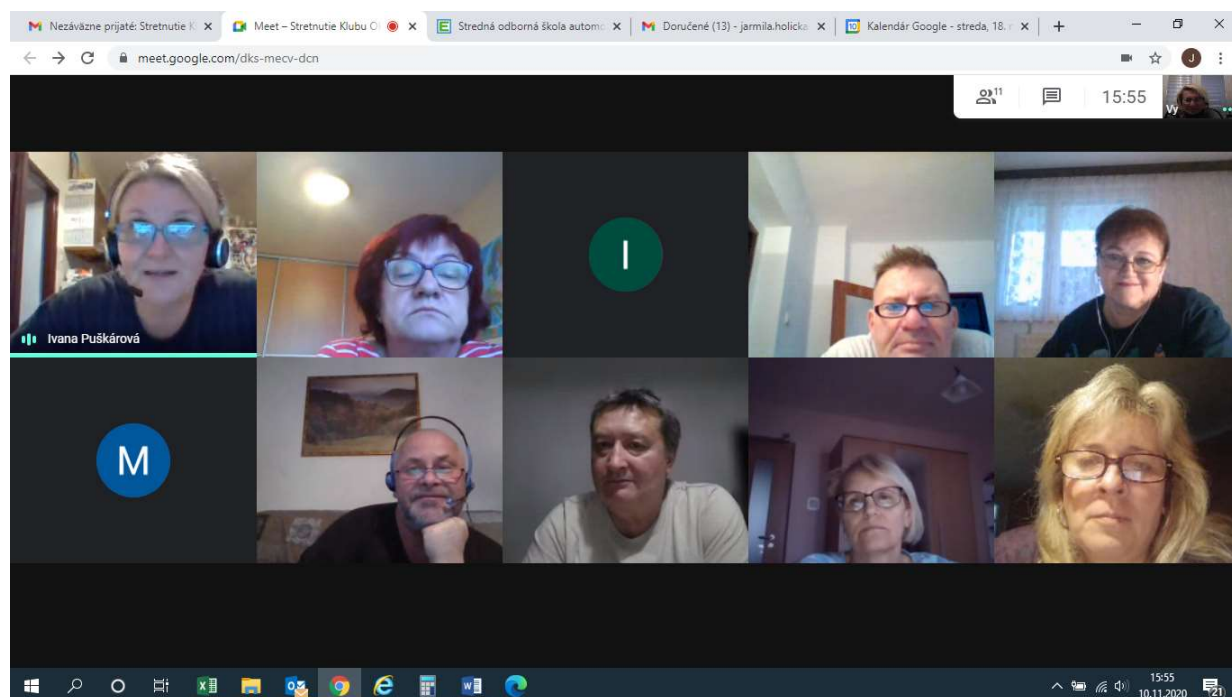 Nezáväzne prijaté: Stretnutie K
Meet – Stretnutie Klubu O
Stredná odborná škola autom
Doručené (13) - jarmila.holicka
Kalendár Google - streda, 18.
meet.google.com/dks-mecv-dcn
J
11
15:55
Vy
I
Ivana Puškárová
M
15:55
10.11.2020
21